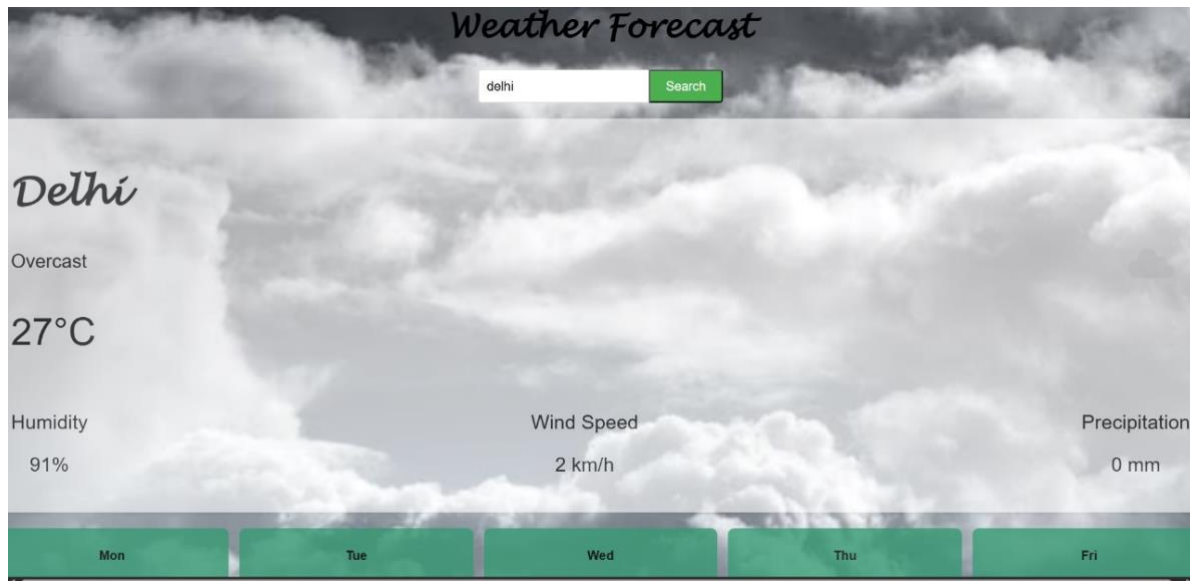 Weather Forecast
delhi Search
Delhi
Overcast
27°C
Humidity Wind Speed Precipitation
91% 2 km/h 0 mm
Mon Tue Wed Thu Fri